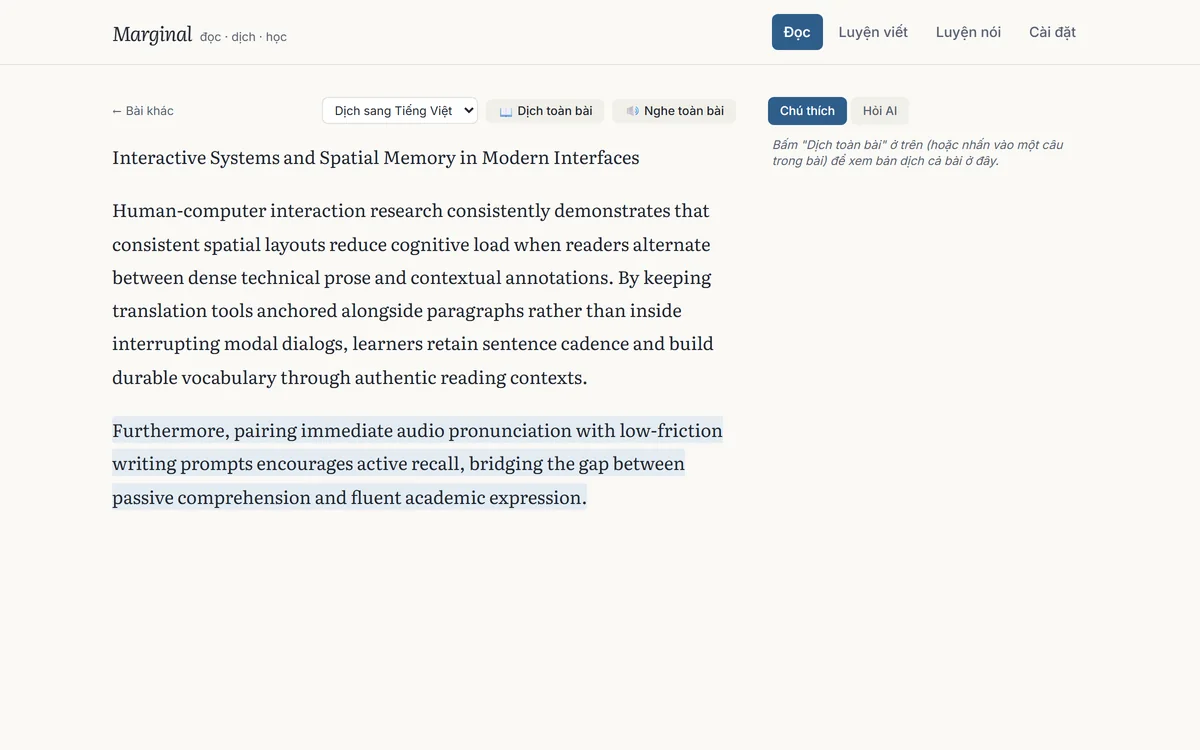 Marginal đọc · dịch · học
Đọc
Luyện viết
Luyện nói
Cài đặt
← Bài khác
Dịch sang Tiếng Việt
📖 Dịch toàn bài
🔊 Nghe toàn bài
Chú thích
Hỏi AI
Bấm "Dịch toàn bài" ở trên (hoặc nhấn vào một câu
trong bài) để xem bản dịch cả bài ở đây.
Interactive Systems and Spatial Memory in Modern Interfaces
Human-computer interaction research consistently demonstrates that
consistent spatial layouts reduce cognitive load when readers alternate
between dense technical prose and contextual annotations. By keeping
translation tools anchored alongside paragraphs rather than inside
interrupting modal dialogs, learners retain sentence cadence and build
durable vocabulary through authentic reading contexts.
Furthermore, pairing immediate audio pronunciation with low-friction
writing prompts encourages active recall, bridging the gap between
passive comprehension and fluent academic expression.